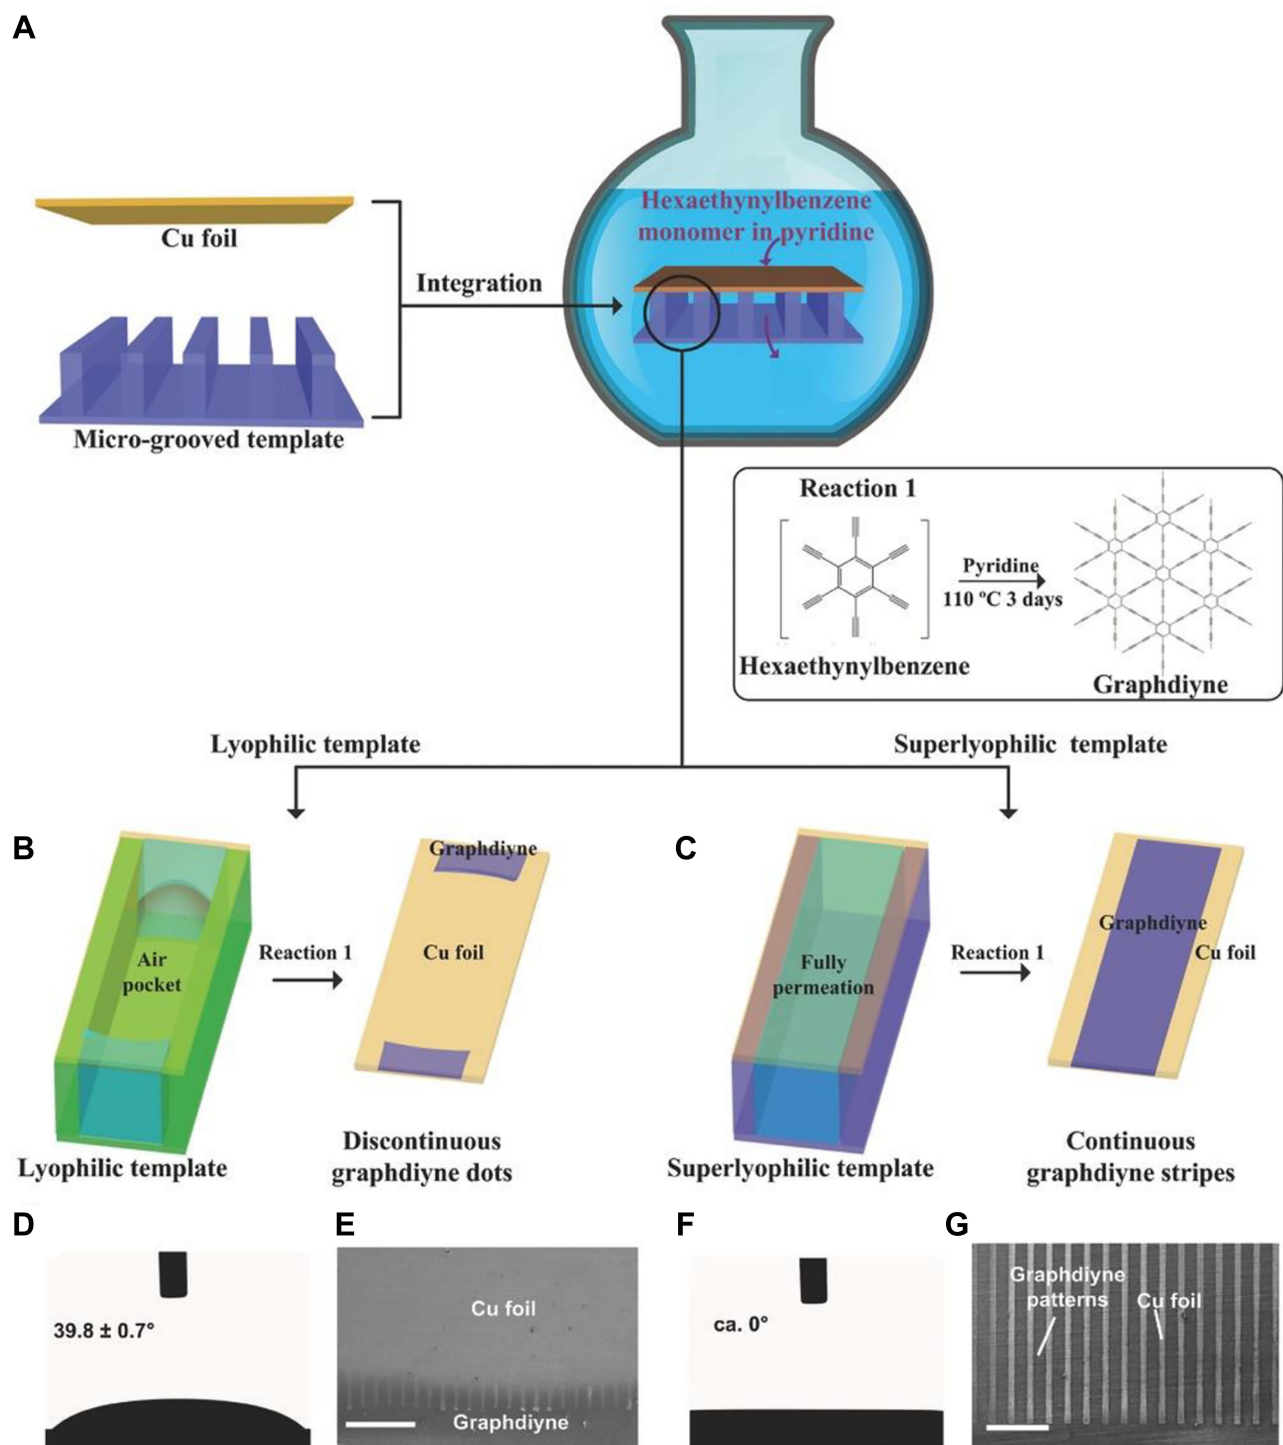 A
Hexaethynylbenzene
monomer in pyridine
Cu foil
Integration
Micro-grooved template
Reaction 1
Pyridine
110 ºC 3 days
Hexaethynylbenzene
Graphdiyne
Lyophilic template
Superlyophilic template
B
Air
pocket
Reaction 1
Graphdiyne
Cu foil
Lyophilic template
Discontinuous
graphdiyne dots
C
Fully
permeation
Reaction 1
Graphdiyne
Cu foil
Superlyophilic template
Continuous
graphdiyne stripes
D
39.8 ± 0.7°
E
Cu foil
Graphdiyne
F
ca. 0°
G
Graphdiyne
patterns
Cu foil